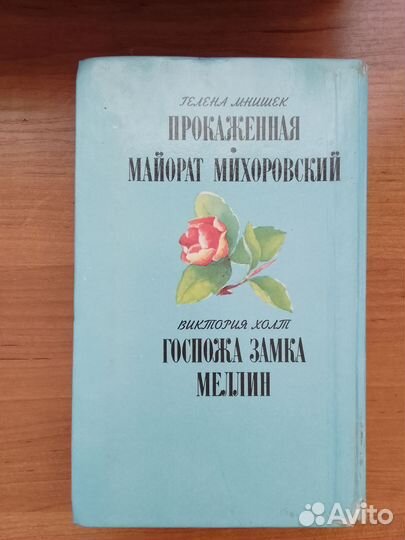 Гелена Мнишек
ПРОКАЖЕННАЯ
•
МАЙОРАТ МИХОРОВСКИЙ
Виктория Холт
ГОСПОЖА ЗАМКА
МЕЛЛИН
Avito